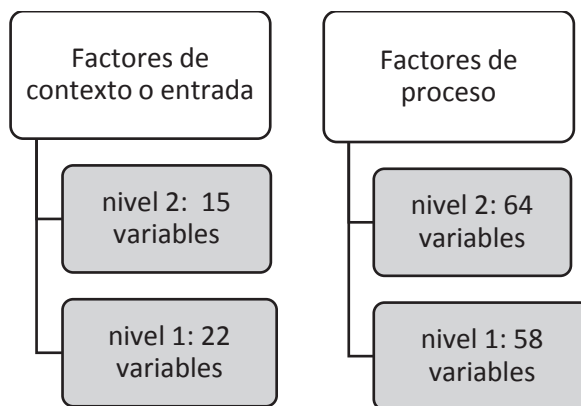 Factores de
contexto o entrada
nivel 2: 15
variables
nivel 1: 22
variables
Factores de
proceso
nivel 2: 64
variables
nivel 1: 58
variables